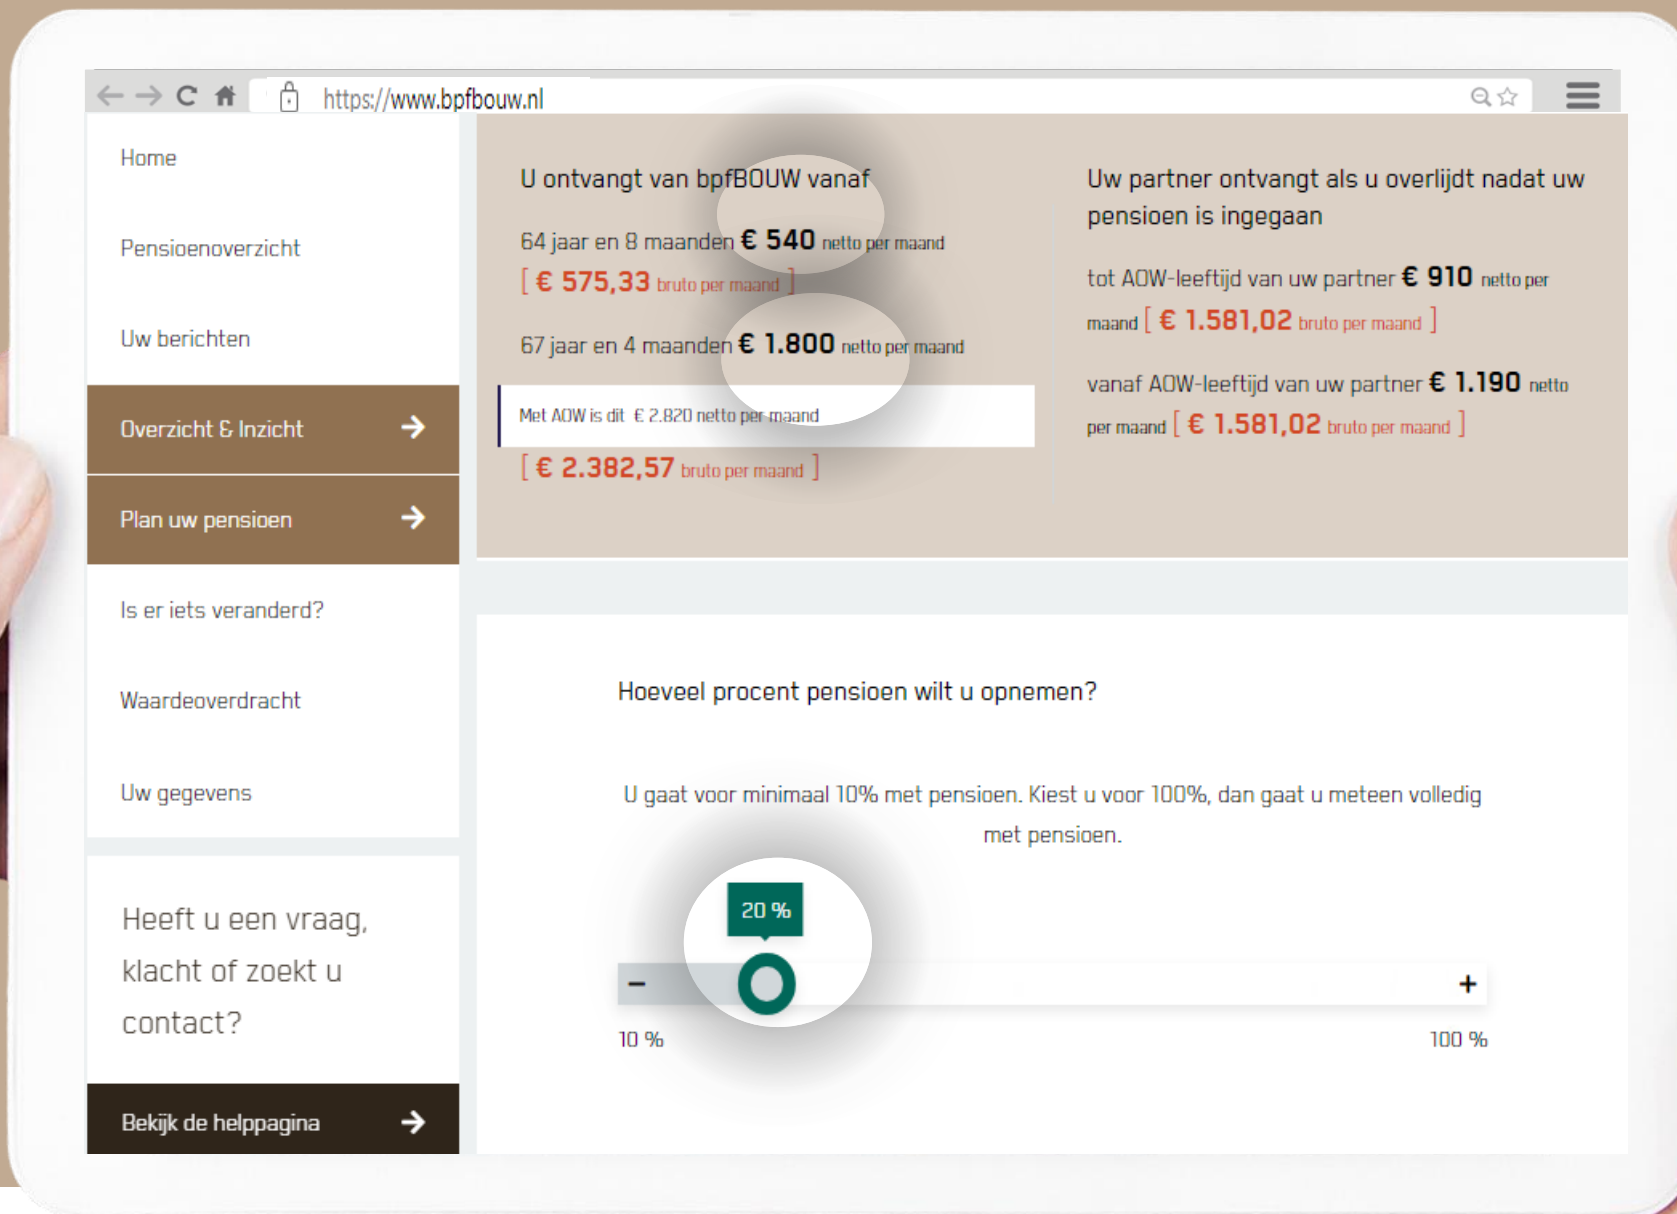 https://www.bpfbouw.nl
Home
Pensioenoverzicht
Uw berichten
Overzicht & Inzicht
Plan uw pensioen
Is er iets veranderd?
Waardeoverdracht
Uw gegevens
Heeft u een vraag,
klacht of zoekt u
contact?
Bekijk de helppagina
U ontvangt van bpfBOUW vanaf
64 jaar en 8 maanden € 540 netto per maand
[ € 575,33 bruto per maand ]
67 jaar en 4 maanden € 1.800 netto per maand
Met AOW is dit € 2.820 netto per maand
[ € 2.382,57 bruto per maand ]
Uw partner ontvangt als u overlijdt nadat uw
pensioen is ingegaan
tot AOW-leeftijd van uw partner € 910 netto per
maand [ € 1.581,02 bruto per maand ]
vanaf AOW-leeftijd van uw partner € 1.190 netto
per maand [ € 1.581,02 bruto per maand ]
Hoeveel procent pensioen wilt u opnemen?
U gaat voor minimaal 10% met pensioen. Kiest u voor 100%, dan gaat u meteen volledig
met pensioen.
20 %
- +
10 % 100 %